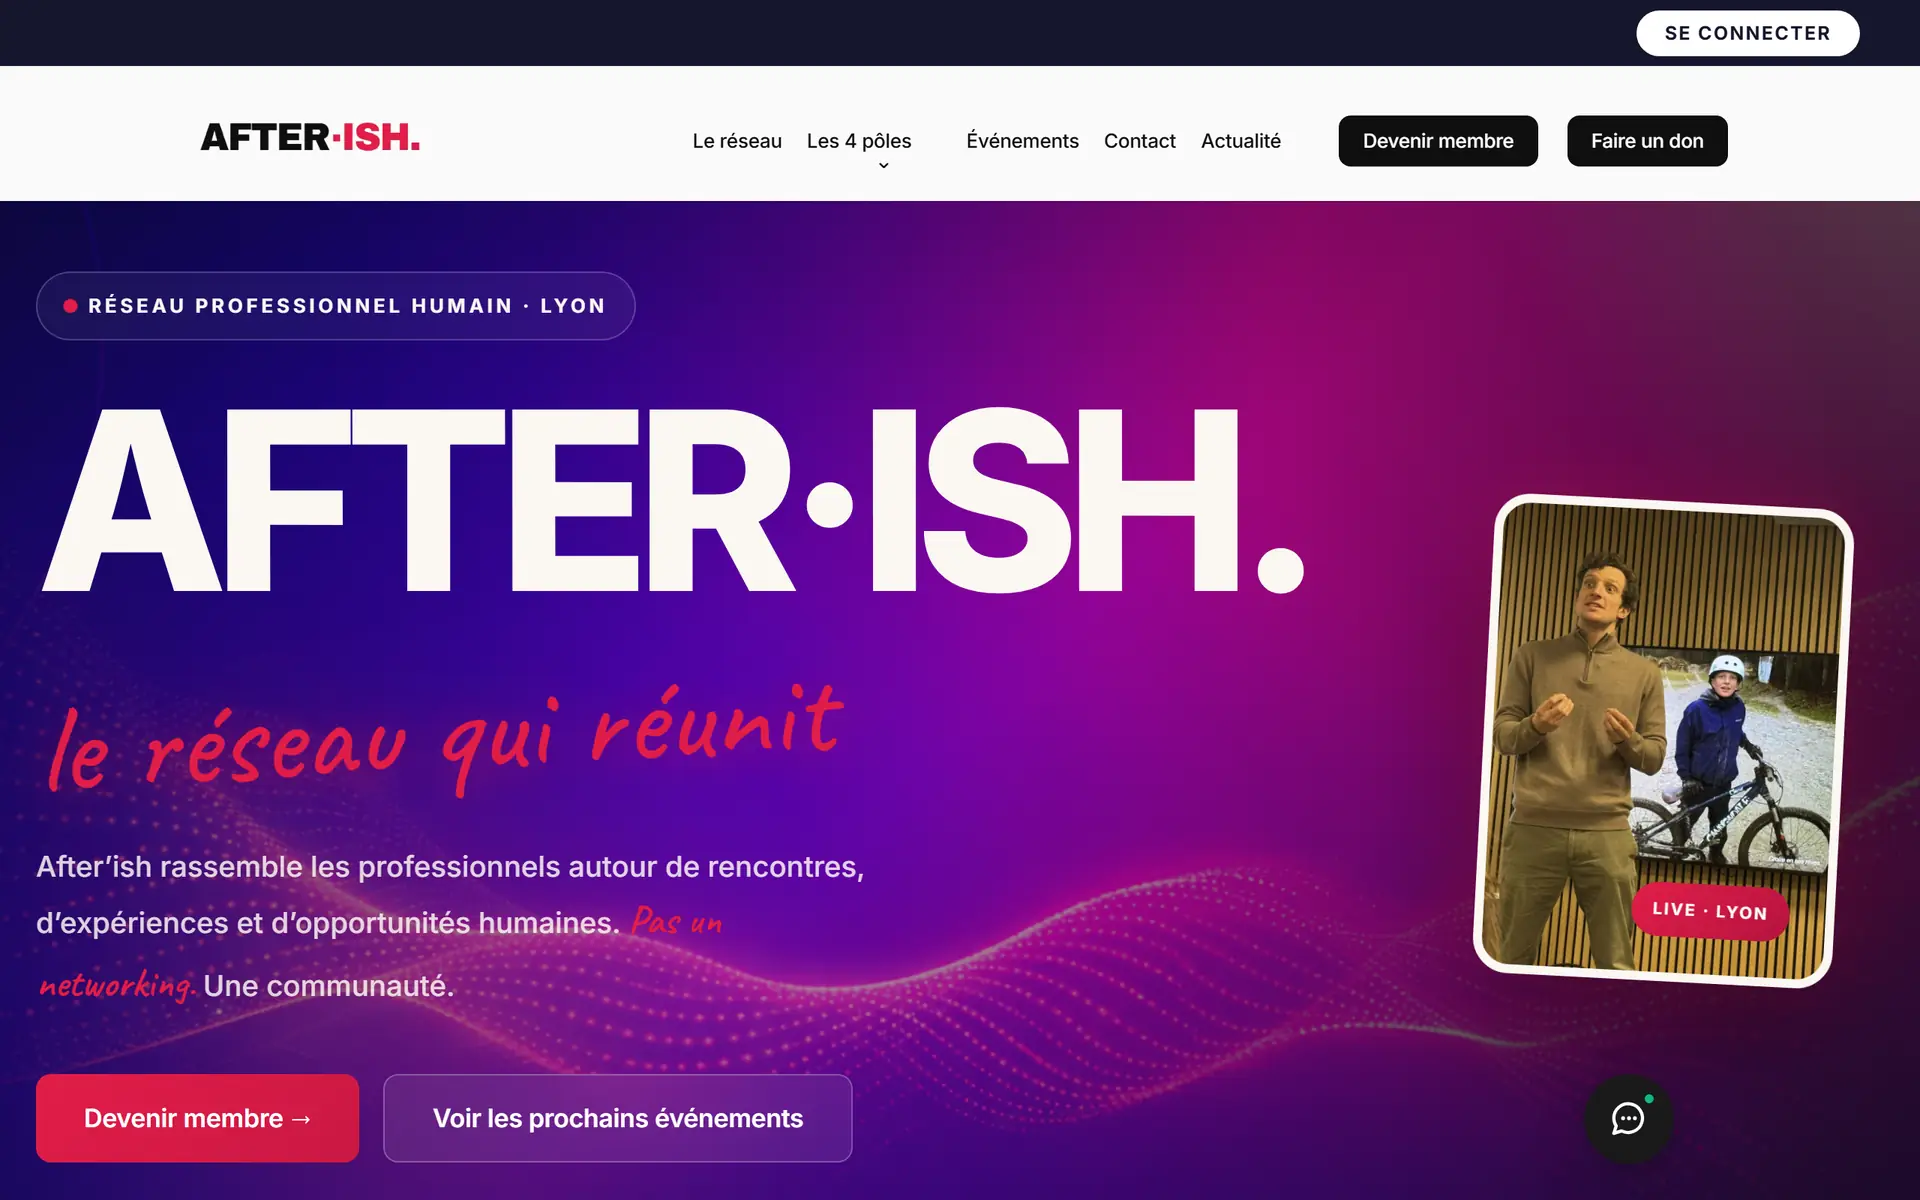 SE CONNECTER
AFTER·ISH.
Le réseau
Les 4 pôles
Événements
Contact
Actualité
Devenir membre
Faire un don
RÉSEAU PROFESSIONNEL HUMAIN · LYON
AFTER·ISH.
le réseau qui réunit
After’ish rassemble les professionnels autour de rencontres,
d’expériences et d’opportunités humaines. Pas un
networking. Une communauté.
LIVE · LYON
Devenir membre →
Voir les prochains événements